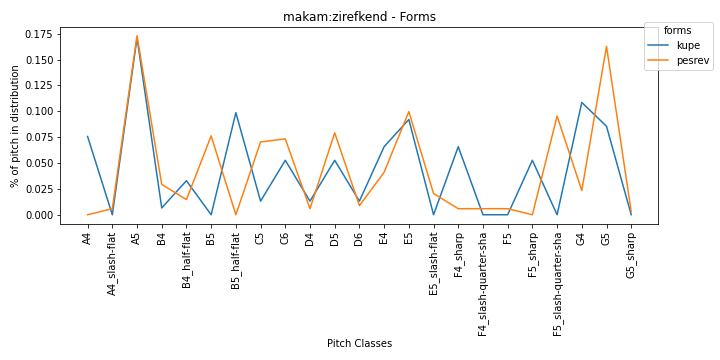 makam:zirefkend - Forms
forms
kupe
pesrev
% of pitch in distribution
0.175
0.150
0.125
0.100
0.075
0.050
0.025
0.000
A4
A4_slash-flat
A5
B4
B4_half-flat
B5
B5_half-flat
C5
C6
D4
D5
D6
E4
E5
E5_slash-flat
F4_sharp
F4_slash-quarter-sha
F5
F5_sharp
F5_slash-quarter-sha
G4
G5
G5_sharp
Pitch Classes